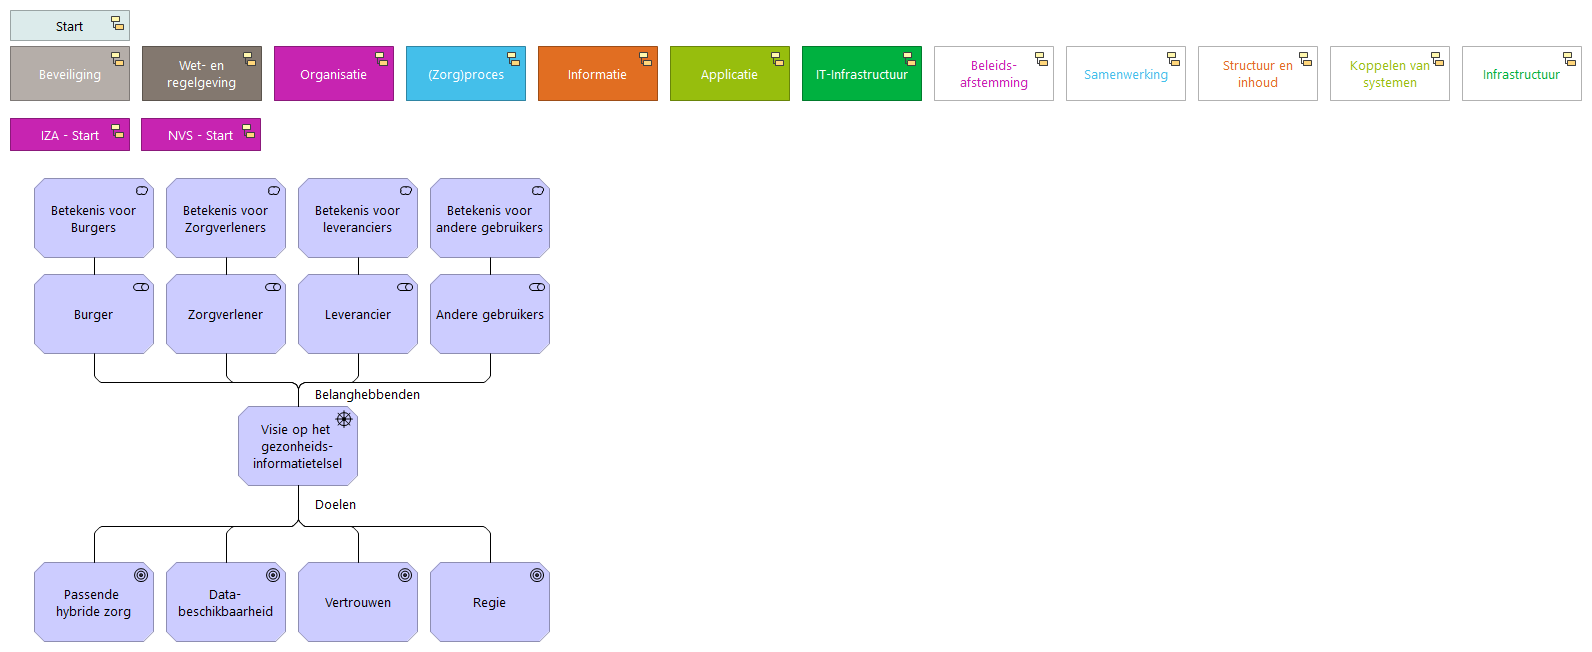 Start
Beveiliging
Wet- en
regelgeving
Organisatie
(Zorg)proces
Informatie
Applicatie
IT-Infrastructuur
Beleids-
afstemming
Samenwerking
Structuur en
inhoud
Koppelen van
systemen
Infrastructuur
IZA - Start
NVS - Start
Betekenis voor
Burgers
Betekenis voor
Zorgverleners
Betekenis voor
leveranciers
Betekenis voor
andere gebruikers
Burger
Zorgverlener
Leverancier
Andere gebruikers
Belanghebbenden
Visie op het
gezonheids-
informatietelsel
Doelen
Passende
hybride zorg
Data-
beschikbaarheid
Vertrouwen
Regie